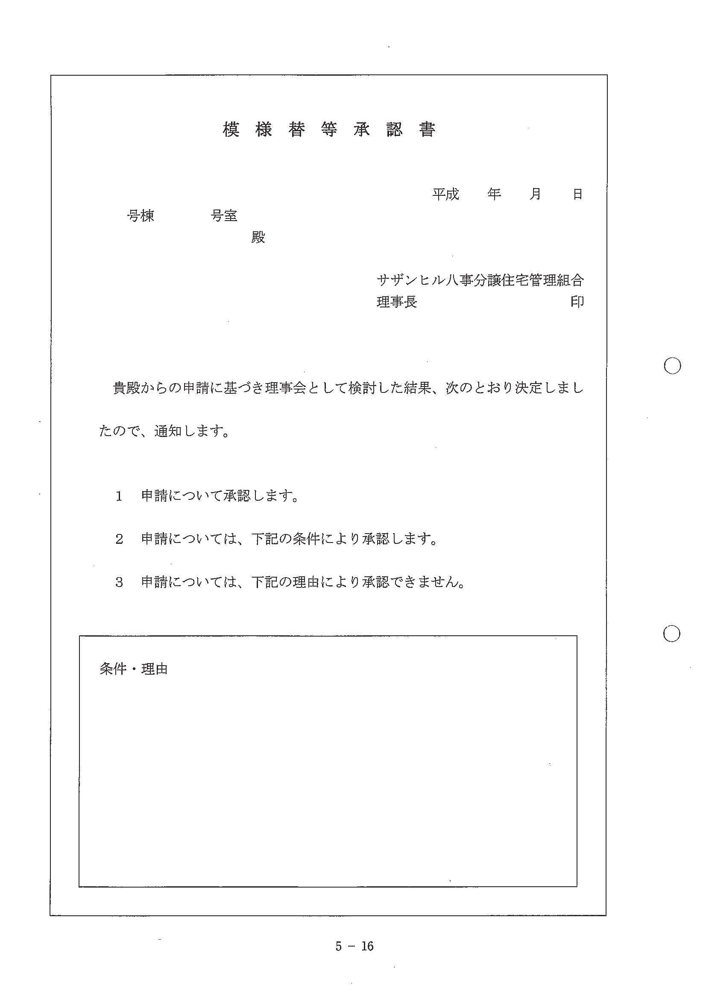 模様替等承認書
平成　　年　　月　　日
号棟　　　　号室
殿
サザンヒル八事分譲住宅管理組合
理事長　　　　　　　　　　　印
貴殿からの申請に基づき理事会として検討した結果、次のとおり決定しまし
たので、通知します。
1　申請について承認します。
2　申請については、下記の条件により承認します。
3　申請については、下記の理由により承認できません。
条件・理由
5 － 16